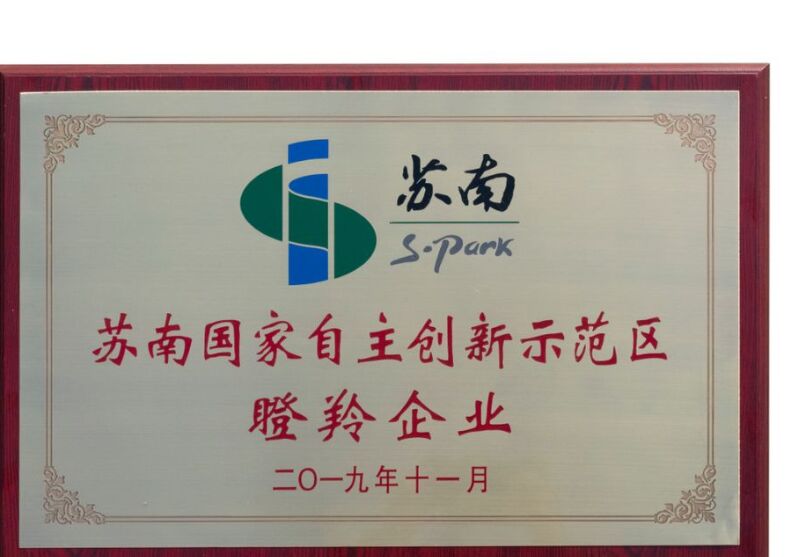 苏南
S-Park
苏南国家自主创新示范区
瞪羚企业
二〇一九年十一月